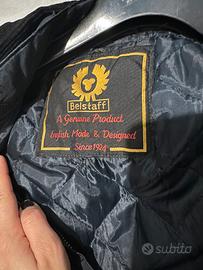 Belstaff
A Genuine Product
English Made & Designed
Since 1924
subito